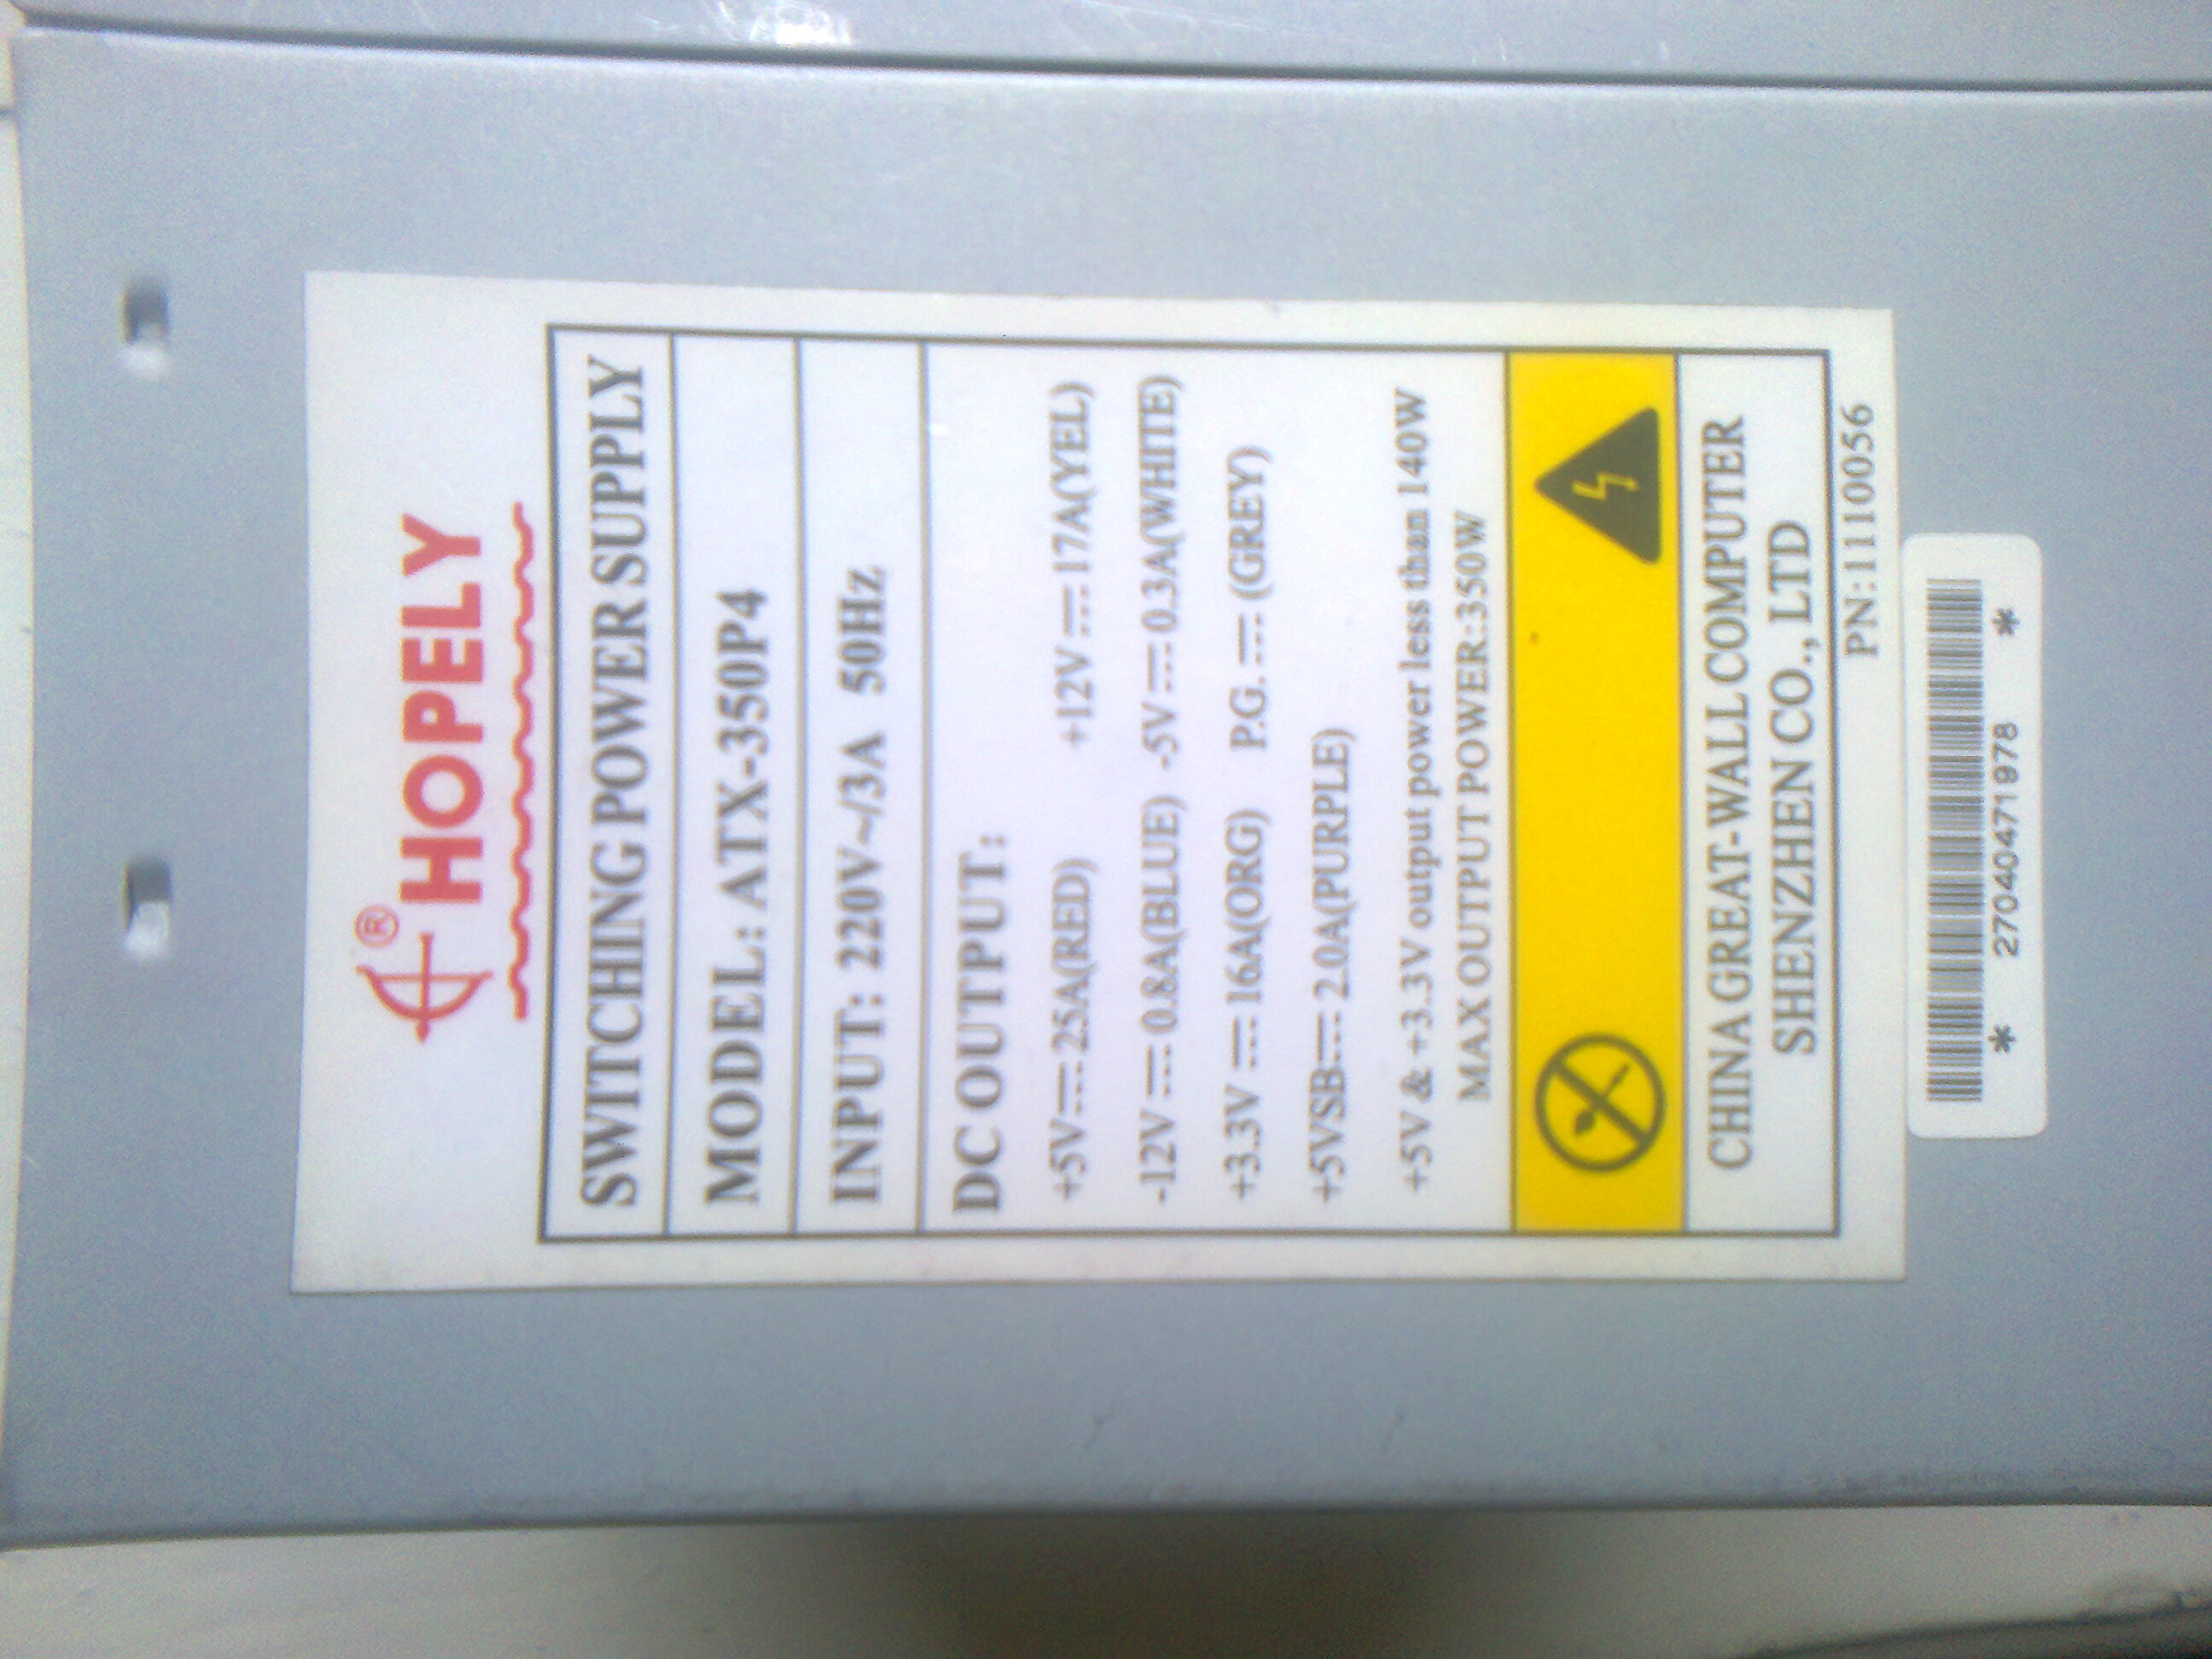 ®
HOPELY
SWITCHING POWER SUPPLY
MODEL: ATX-350P4
INPUT: 220V~/3A 50Hz
DC OUTPUT:
+5V⎓25A(RED) +12V⎓17A(YEL)
-12V⎓0.8A(BLUE) -5V⎓0.3A(WHITE)
+3.3V⎓16A(ORG) P.G.⎓(GREY)
+5VSB⎓2.0A(PURPLE)
+5V & +3.3V output power less than 140W
MAX OUTPUT POWER:350W
CHINA GREAT-WALL COMPUTER
SHENZHEN CO., LTD
PN:1110056
* 27040471978 *